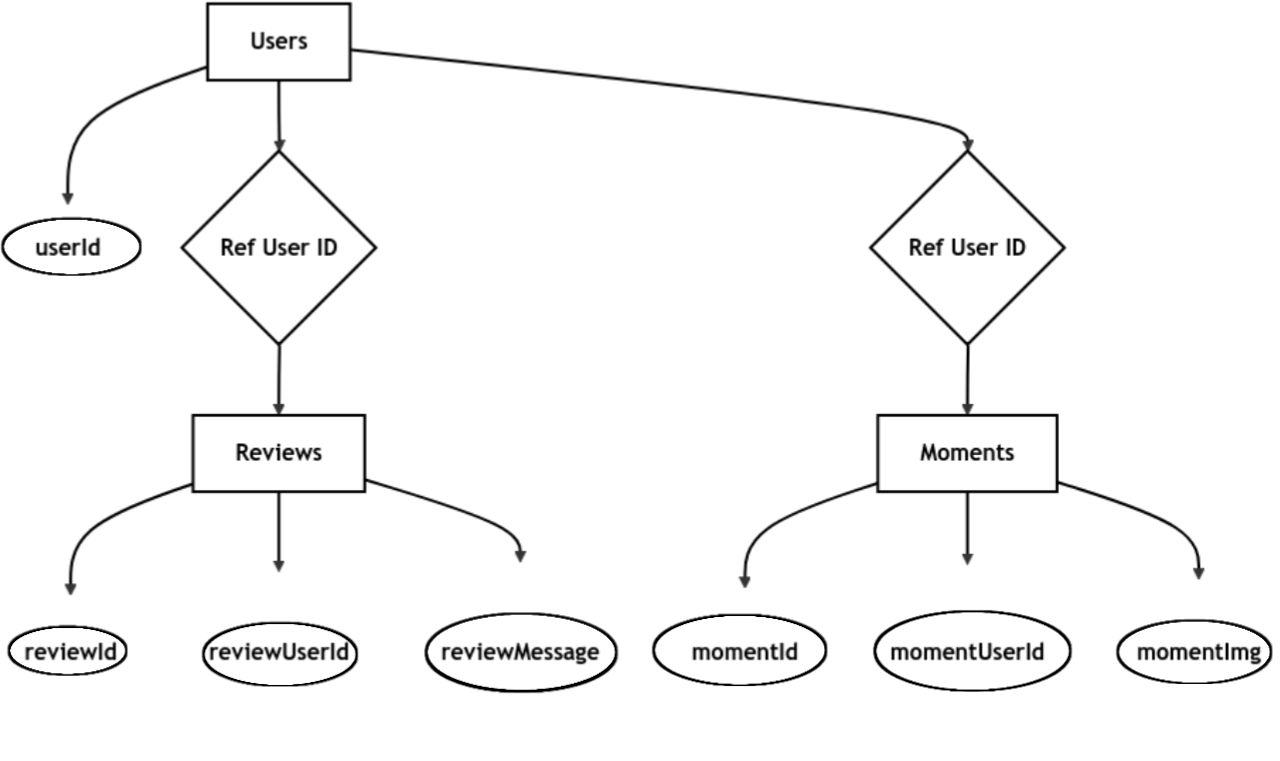 Users
userId
Ref User ID
Ref User ID
Reviews
Moments
reviewId
reviewUserId
reviewMessage
momentId
momentUserId
momentImg